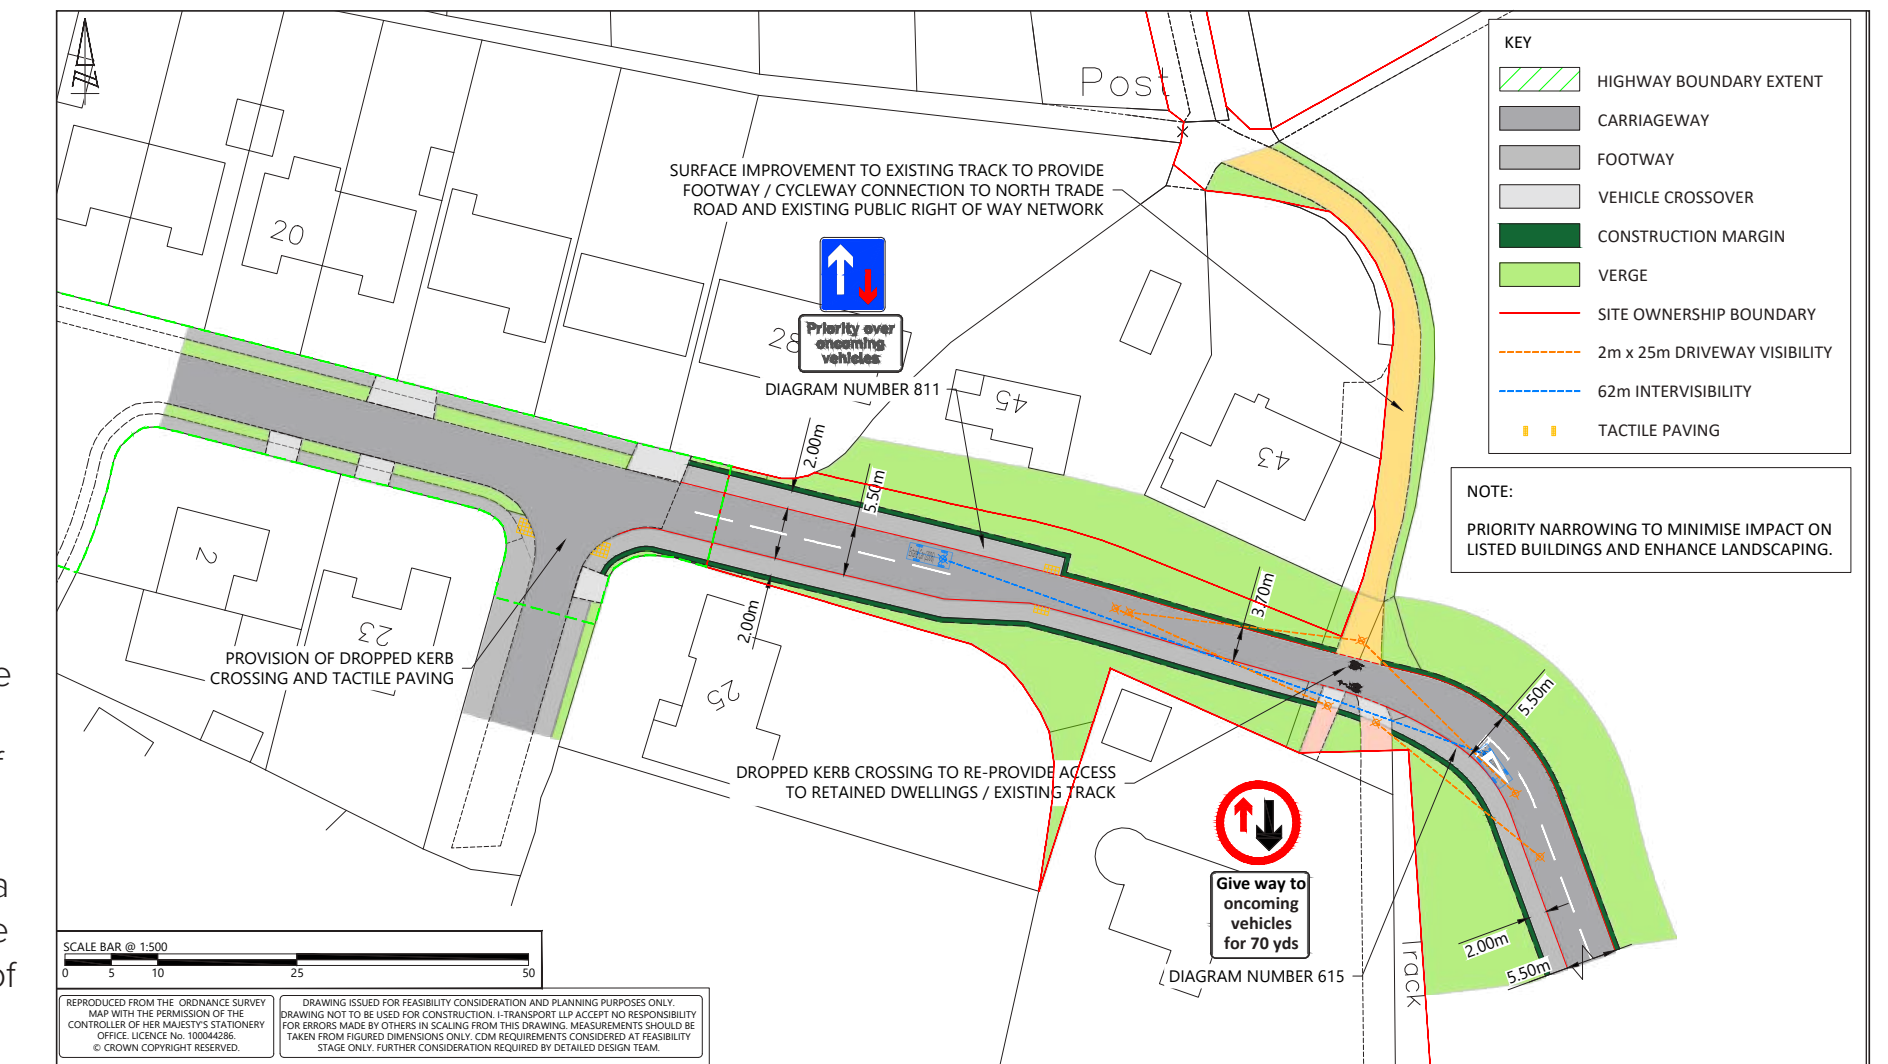 Post
KEY
HIGHWAY BOUNDARY EXTENT
CARRIAGEWAY
FOOTWAY
VEHICLE CROSSOVER
CONSTRUCTION MARGIN
VERGE
SITE OWNERSHIP BOUNDARY
2m x 25m DRIVEWAY VISIBILITY
62m INTERVISIBILITY
TACTILE PAVING
NOTE:
PRIORITY NARROWING TO MINIMISE IMPACT ON
LISTED BUILDINGS AND ENHANCE LANDSCAPING.
SURFACE IMPROVEMENT TO EXISTING TRACK TO PROVIDE
FOOTWAY / CYCLEWAY CONNECTION TO NORTH TRADE
ROAD AND EXISTING PUBLIC RIGHT OF WAY NETWORK
20
28
Priority over
oncoming
vehicles
DIAGRAM NUMBER 811
45
43
2.00m
5.50m
3.70m
2
23
2.00m
PROVISION OF DROPPED KERB
CROSSING AND TACTILE PAVING
25
5.50m
DROPPED KERB CROSSING TO RE-PROVIDE ACCESS
TO RETAINED DWELLINGS / EXISTING TRACK
Give way to
oncoming
vehicles
for 70 yds
DIAGRAM NUMBER 615
Track
2.00m
5.50m
e
f
a
e
of
SCALE BAR @ 1:500
0 5 10 25 50
REPRODUCED FROM THE ORDNANCE SURVEY
MAP WITH THE PERMISSION OF THE
CONTROLLER OF HER MAJESTY'S STATIONERY
OFFICE. LICENCE No. 100044286.
© CROWN COPYRIGHT RESERVED.
DRAWING ISSUED FOR FEASIBILITY CONSIDERATION AND PLANNING PURPOSES ONLY.
DRAWING NOT TO BE USED FOR CONSTRUCTION. I-TRANSPORT LLP ACCEPT NO RESPONSIBILITY
FOR ERRORS MADE BY OTHERS IN SCALING FROM THIS DRAWING. MEASUREMENTS SHOULD BE
TAKEN FROM FIGURED DIMENSIONS ONLY. CDM REQUIREMENTS CONSIDERED AT FEASIBILITY
STAGE ONLY. FURTHER CONSIDERATION REQUIRED BY DETAILED DESIGN TEAM.